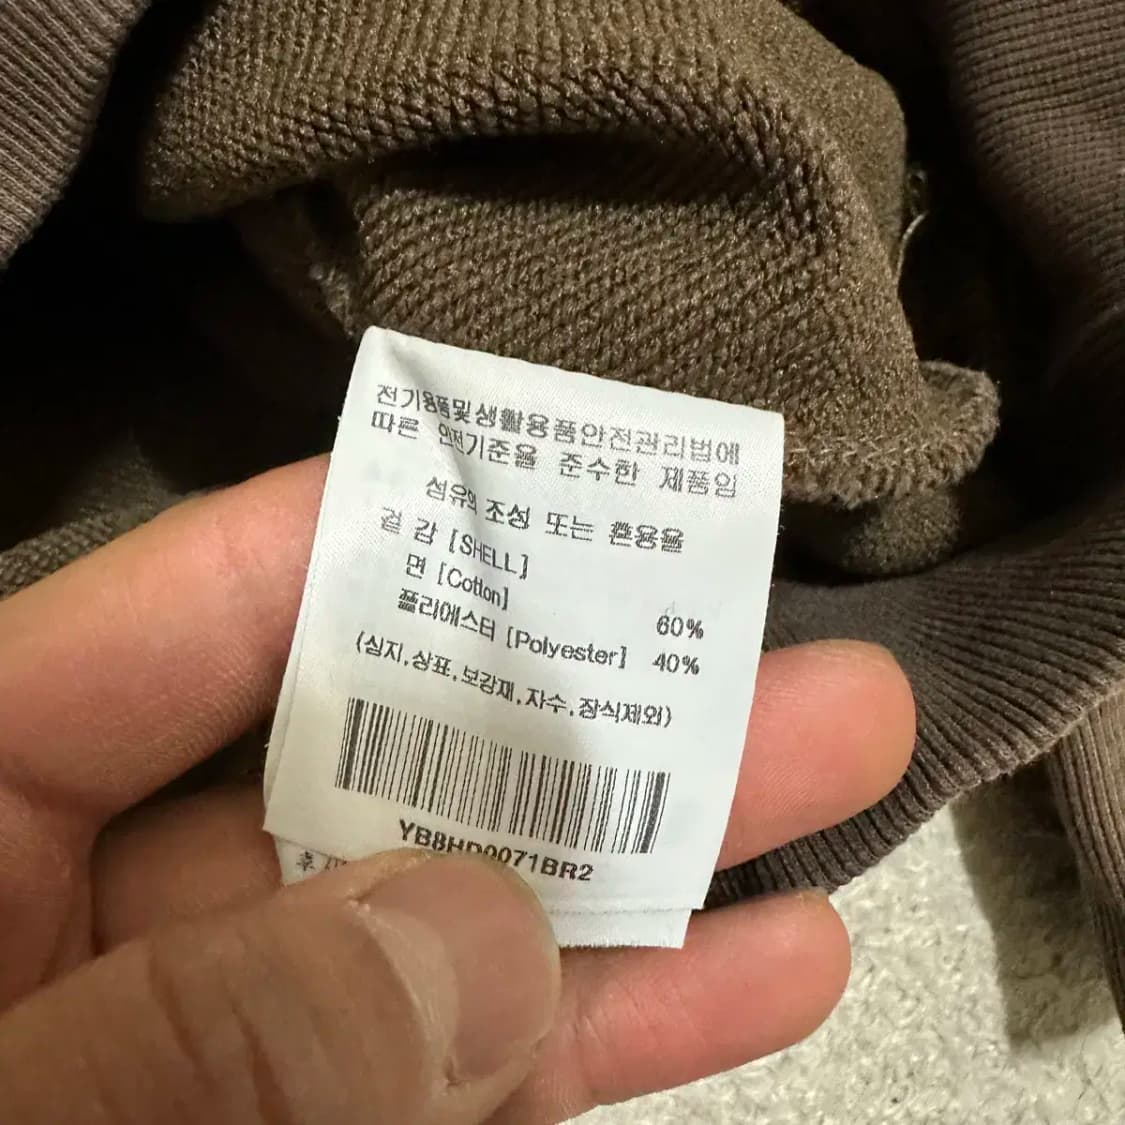 전기용품및생활용품안전관리법에
따른 안전기준을 준수한 제품임
섬유의 조성 또는 혼용율
겉 감 [SHELL]
면 [Cotton] 60%
폴리에스터 [Polyester] 40%
(심지,상표,보강재,자수,장식제외)
YB8HD0071BR2